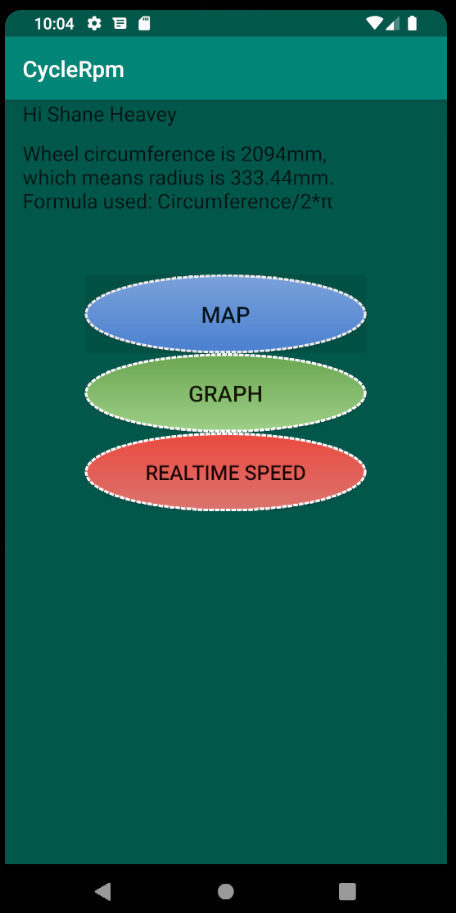 10:04
CycleRpm
Hi Shane Heavey
Wheel circumference is 2094mm,
which means radius is 333.44mm.
Formula used: Circumference/2*π
MAP
GRAPH
REALTIME SPEED